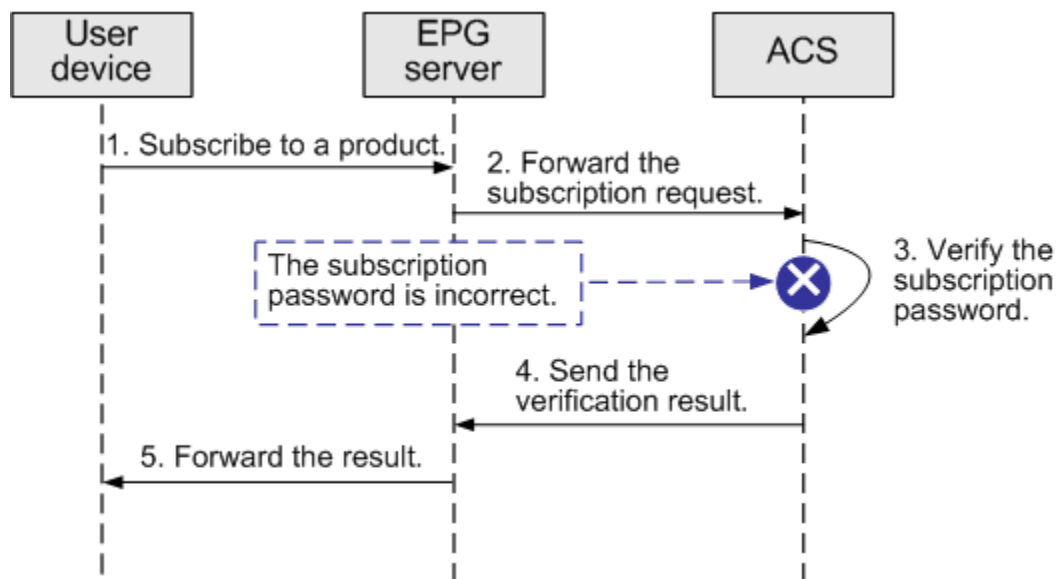 User
device
EPG
server
ACS
1. Subscribe to a product.
2. Forward the
subscription request.
The subscription
password is incorrect.
3. Verify the
subscription
password.
4. Send the
verification result.
5. Forward the result.